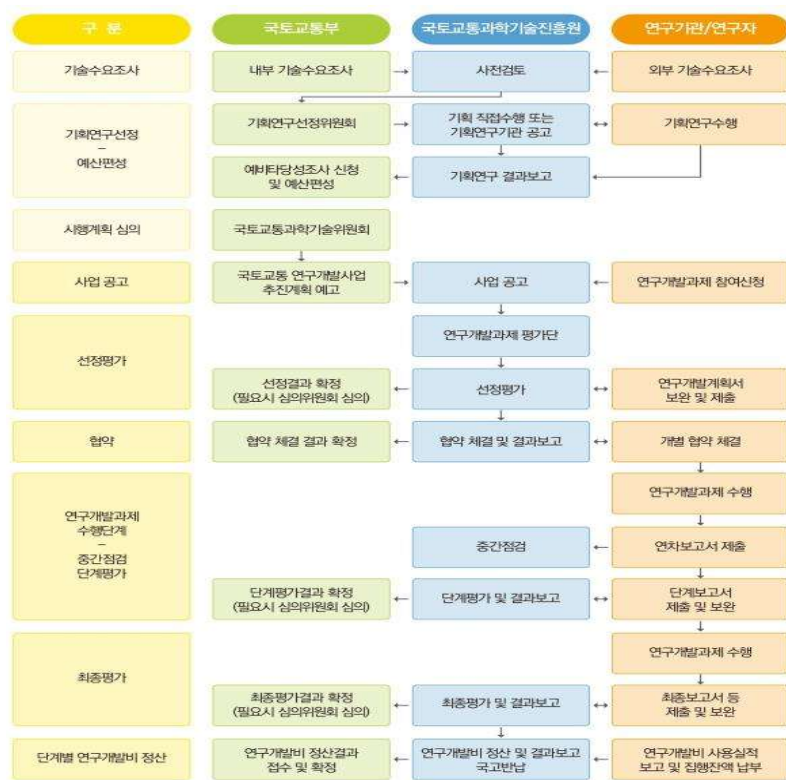 구 분
국토교통부
국토교통과학기술진흥원
연구기관/연구자
기술수요조사
내부 기술수요조사
사전검토
외부 기술수요조사
기획연구선정
–
예산편성
기획연구선정위원회
기획 직접수행 또는
기획연구기관 공고
기획연구수행
예비타당성조사 신청
및 예산편성
기획연구 결과보고
시행계획 심의
국토교통과학기술위원회
사업 공고
국토교통 연구개발사업
추진계획 예고
사업 공고
연구개발과제 참여신청
선정평가
연구개발과제 평가단
선정결과 확정
(필요시 심의위원회 심의)
선정평가
연구개발계획서
보완 및 제출
협약
협약 체결 결과 확정
협약 체결 및 결과보고
개별 협약 체결
연구개발과제
수행단계
–
중간점검
단계평가
연구개발과제 수행
중간점검
연차보고서 제출
단계평가결과 확정
(필요시 심의위원회 심의)
단계평가 및 결과보고
단계보고서
제출 및 보완
최종평가
연구개발과제 수행
최종평가결과 확정
(필요시 심의위원회 심의)
최종평가 및 결과보고
최종보고서 등
제출 및 보완
단계별 연구개발비 정산
연구개발비 정산결과
접수 및 확정
연구개발비 정산 및 결과보고
국고반납
연구개발비 사용실적
보고 및 집행잔액 납부